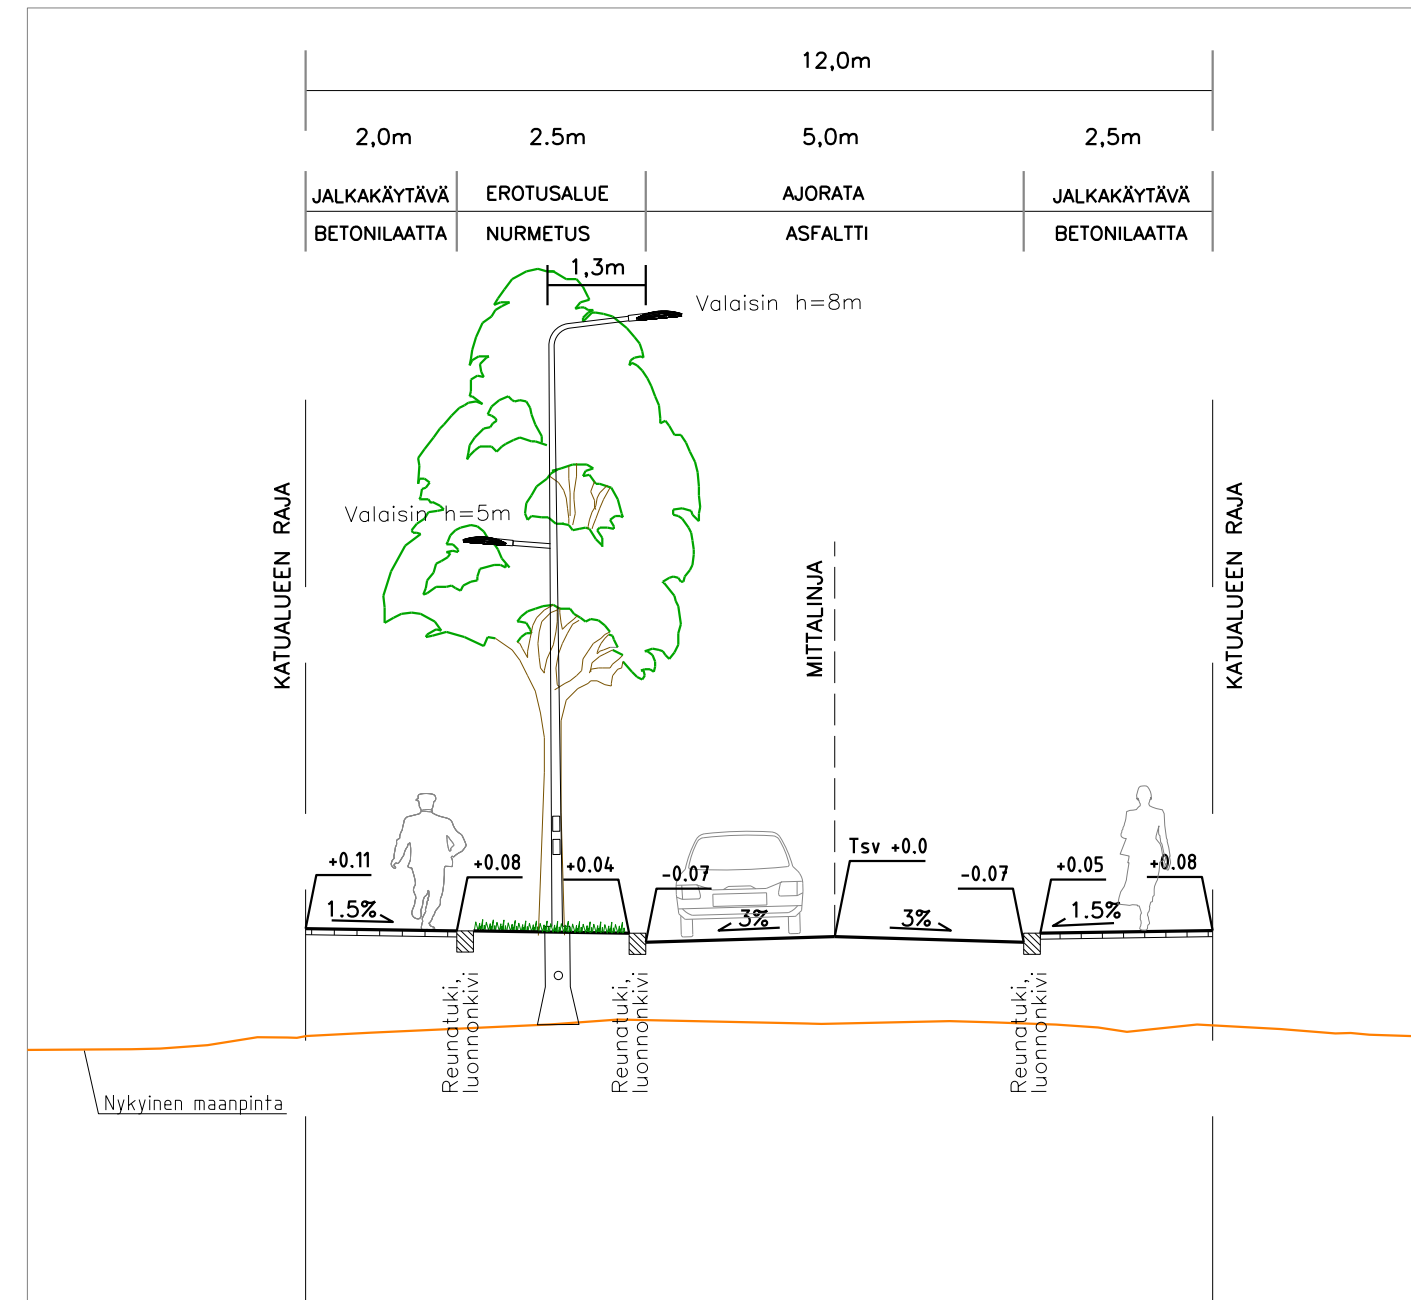 12,0m
2,0m 2.5m 5,0m 2,5m
JALKAKÄYTÄVÄ EROTUSALUE AJORATA JALKAKÄYTÄVÄ
BETONILAATTA NURMETUS ASFALTTI BETONILAATTA
1,3m
Valaisin h=8m
Valaisin h=5m
KATUALUEEN RAJA
MITTALINJA
KATUALUEEN RAJA
+0.11 +0.08 +0.04 -0.07 Tsv +0.0 -0.07 +0.05 +0.08
1.5% 3% 3% 1.5%
Reunatuki,
luonnonkivi
Reunatuki,
luonnonkivi
Reunatuki,
luonnonkivi
Nykyinen maanpinta